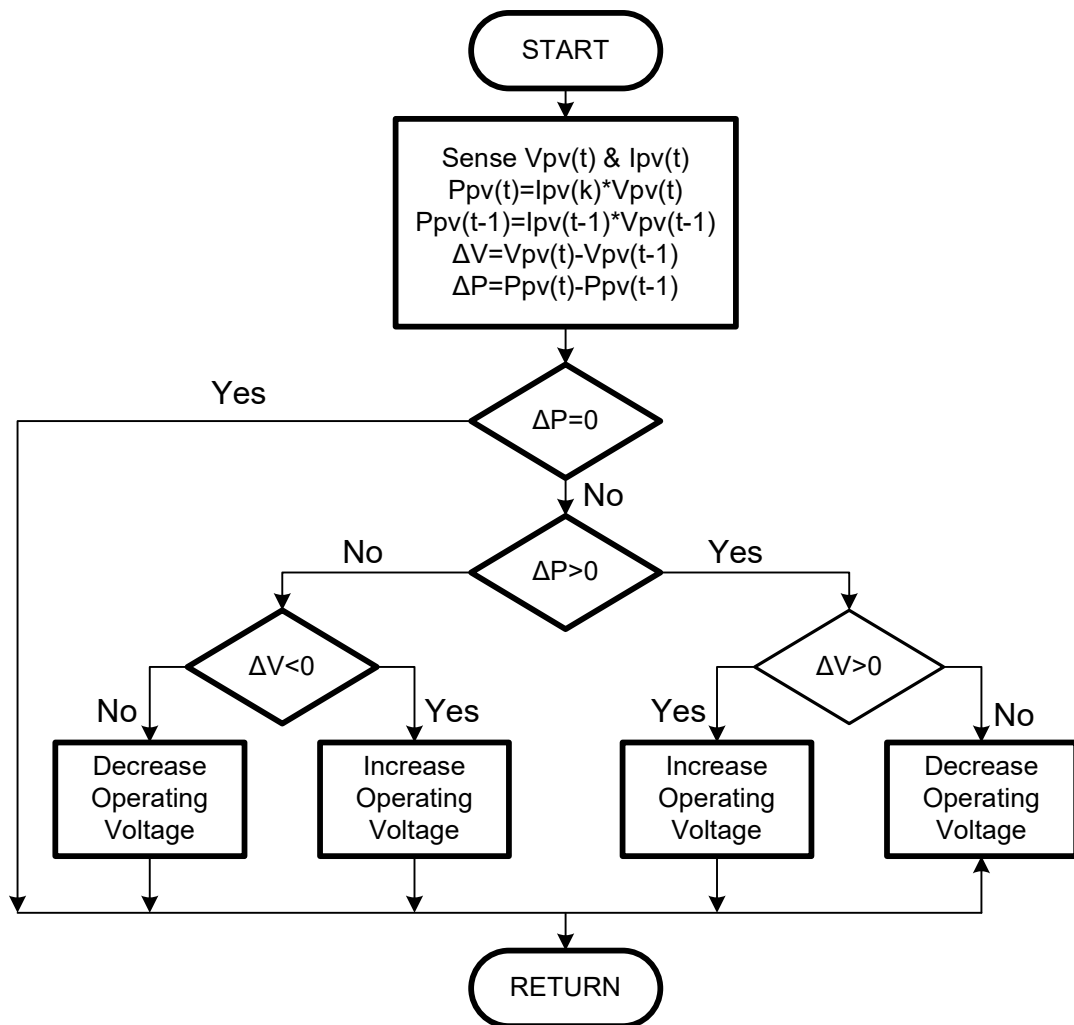 START
Sense Vpv(t) & Ipv(t)
Ppv(t)=Ipv(k)*Vpv(t)
Ppv(t-1)=Ipv(t-1)*Vpv(t-1)
ΔV=Vpv(t)-Vpv(t-1)
ΔP=Ppv(t)-Ppv(t-1)
Yes
ΔP=0
No
No
ΔP>0
Yes
ΔV<0
ΔV>0
No
Yes
Yes
No
Decrease
Operating
Voltage
Increase
Operating
Voltage
Increase
Operating
Voltage
Decrease
Operating
Voltage
RETURN